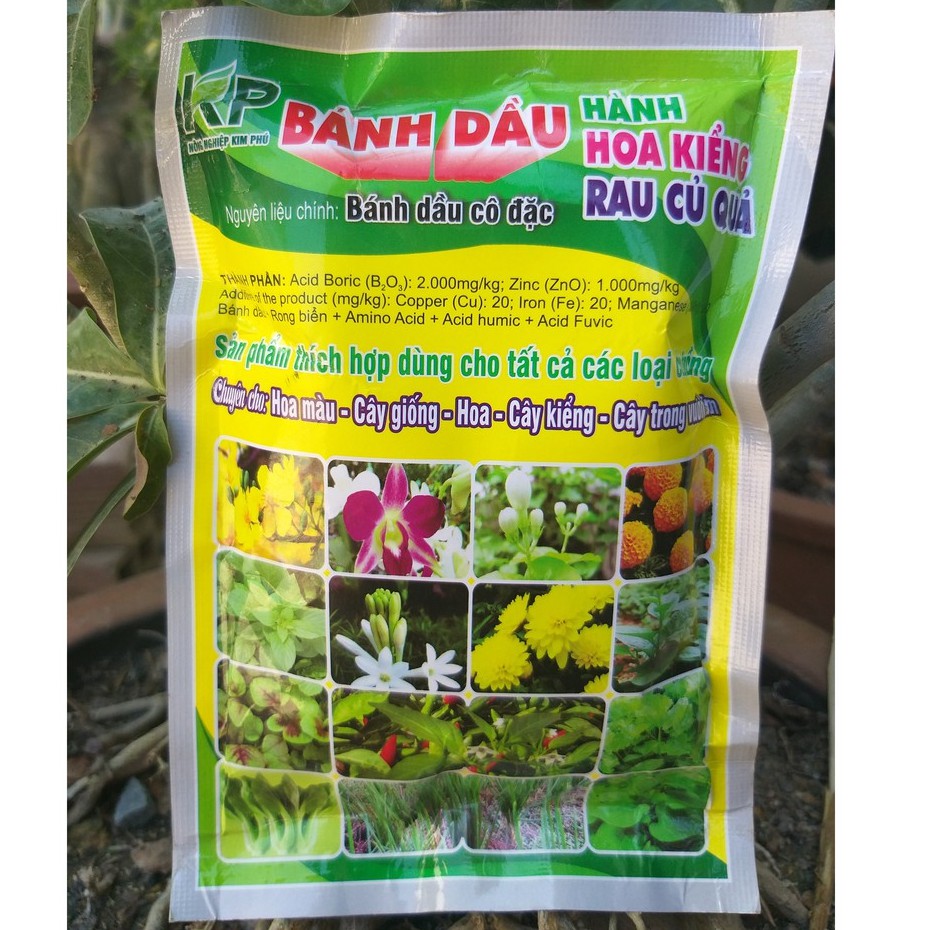 KP
NÔNG NGHIỆP KIM PHÚ
BÁNH DẦU
HÀNH
HOA KIỂNG
RAU CỦ QUẢ
Nguyên liệu chính: Bánh dầu cô đặc
THÀNH PHẦN: Acid Boric (B₂O₃): 2.000mg/kg; Zinc (ZnO): 1.000mg/kg
of the product (mg/kg): Copper (Cu): 20; Iron (Fe): 20; Manganese
Bánh dầu Rong biển + Amino Acid + Acid humic + Acid Fuvic
Sản phẩm thích hợp dùng cho tất cả các loại
Chuyên cho: Hoa màu - Cây giống - Hoa - Cây kiểng - Cây trong